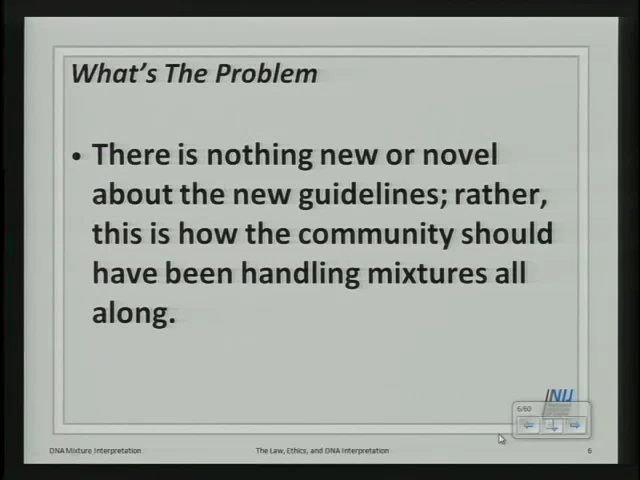 What's The Problem
• There is nothing new or novel
about the new guidelines; rather,
this is how the community should
have been handling mixtures all
along.
NIJ
6/60
DNA Mixture Interpretation
The Law, Ethics, and DNA Interpretation
6